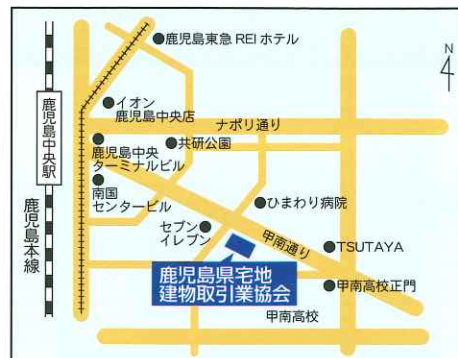 鹿児島東急REIホテル
N
イオン
鹿児島中央店
ナポリ通り
鹿児島中央駅
鹿児島中央
ターミナルビル
共研公園
南国
センタービル
ひまわり病院
セブン
イレブン
甲南通り
TSUTAYA
鹿児島本線
鹿児島県宅地
建物取引業協会
甲南高校正門
甲南高校